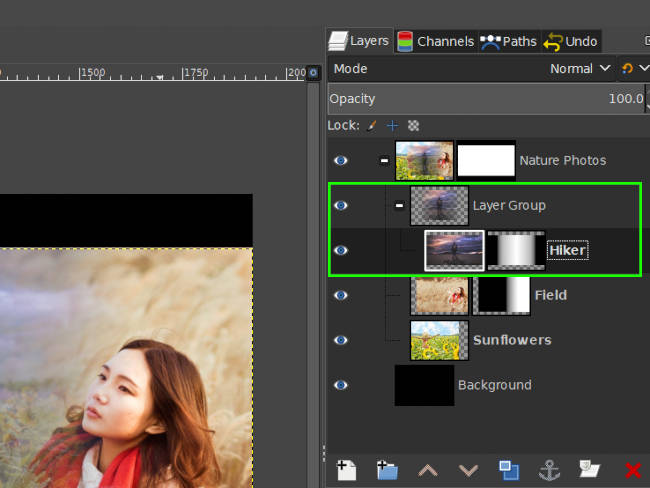 Layers Channels Paths Undo
1500 1750 200
Mode Normal
Opacity 100.0
Lock:
Nature Photos
Layer Group
Hiker
Field
Sunflowers
Background